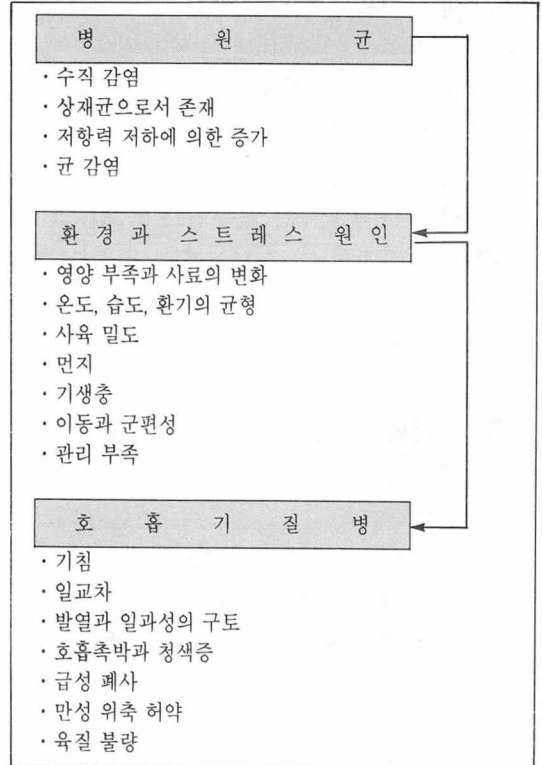 병 원 균
· 수직 감염
· 상재균으로서 존재
· 저항력 저하에 의한 증가
· 균 감염
환 경 과 스 트 레 스 원 인
· 영양 부족과 사료의 변화
· 온도, 습도, 환기의 균형
· 사육 밀도
· 먼지
· 기생충
· 이동과 군편성
· 관리 부족
호 흡 기 질 병
· 기침
· 일교차
· 발열과 일과성의 구토
· 호흡촉박과 청색증
· 급성 폐사
· 만성 위축 허약
· 육질 불량